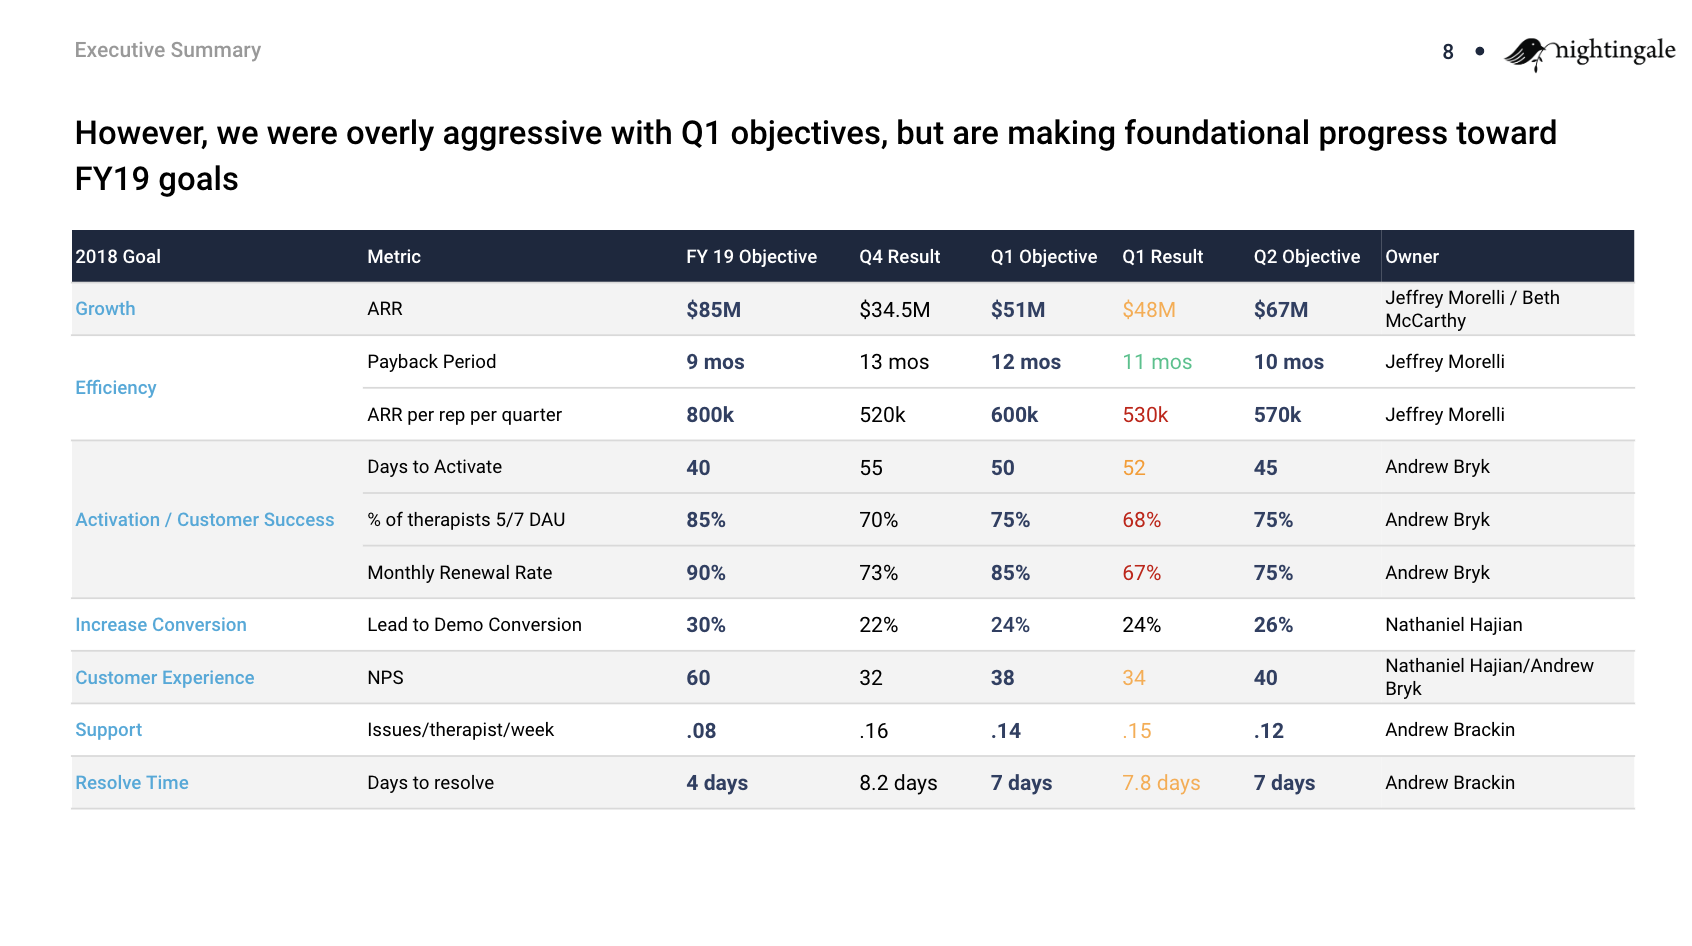 Executive Summary
8 • nightingale
However, we were overly aggressive with Q1 objectives, but are making foundational progress toward
FY19 goals
2018 Goal Metric FY 19 Objective Q4 Result Q1 Objective Q1 Result Q2 Objective Owner
Growth ARR $85M $34.5M $51M $48M $67M Jeffrey Morelli / Beth
McCarthy
Efficiency
Payback Period 9 mos 13 mos 12 mos 11 mos 10 mos Jeffrey Morelli
ARR per rep per quarter 800k 520k 600k 530k 570k Jeffrey Morelli
Activation / Customer Success
Days to Activate 40 55 50 52 45 Andrew Bryk
% of therapists 5/7 DAU 85% 70% 75% 68% 75% Andrew Bryk
Monthly Renewal Rate 90% 73% 85% 67% 75% Andrew Bryk
Increase Conversion Lead to Demo Conversion 30% 22% 24% 24% 26% Nathaniel Hajian
Customer Experience NPS 60 32 38 34 40 Nathaniel Hajian/Andrew
Bryk
Support Issues/therapist/week .08 .16 .14 .15 .12 Andrew Brackin
Resolve Time Days to resolve 4 days 8.2 days 7 days 7.8 days 7 days Andrew Brackin